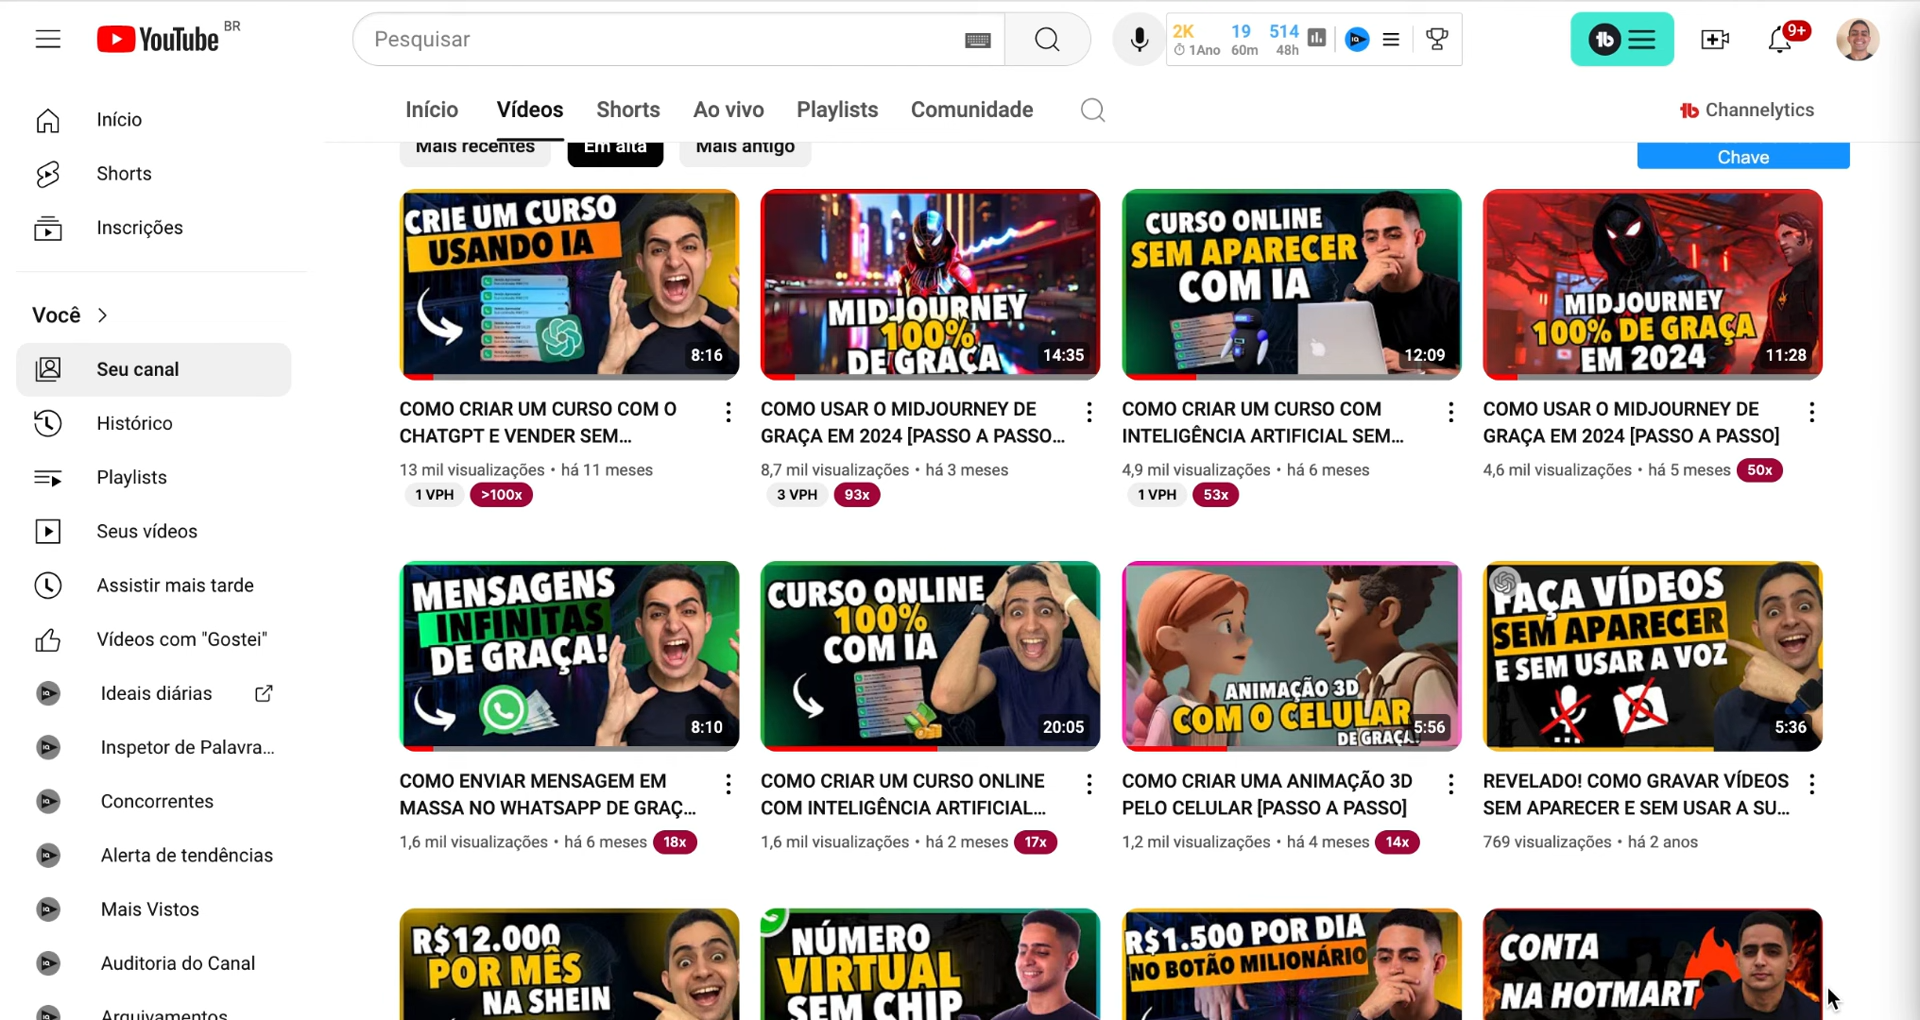 YouTube BR
Pesquisar
2K 19 514
1Ano 60m 48h
9+
Início
Shorts
Inscrições
Você
Seu canal
Histórico
Playlists
Seus vídeos
Assistir mais tarde
Vídeos com "Gostei"
Ideais diárias
Inspetor de Palavra...
Concorrentes
Alerta de tendências
Mais Vistos
Auditoria do Canal
Arquivamentos
Início Vídeos Shorts Ao vivo Playlists Comunidade
Channelytics
Mais recentes Em alta Mais antigo
Chave
CRIE UM CURSO
USANDO IA
8:16
COMO CRIAR UM CURSO COM O
CHATGPT E VENDER SEM...
13 mil visualizações • há 11 meses
1 VPH >100x
MIDJOURNEY
100%
DE GRAÇA
14:35
COMO USAR O MIDJOURNEY DE
GRAÇA EM 2024 [PASSO A PASSO...
8,7 mil visualizações • há 3 meses
3 VPH 93x
CURSO ONLINE
SEM APARECER
COM IA
12:09
COMO CRIAR UM CURSO COM
INTELIGÊNCIA ARTIFICIAL SEM...
4,9 mil visualizações • há 6 meses
1 VPH 53x
MIDJOURNEY
100% DE GRAÇA
EM 2024
11:28
COMO USAR O MIDJOURNEY DE
GRAÇA EM 2024 [PASSO A PASSO]
4,6 mil visualizações • há 5 meses 50x
MENSAGENS
INFINITAS
DE GRAÇA!
8:10
COMO ENVIAR MENSAGEM EM
MASSA NO WHATSAPP DE GRAÇ...
1,6 mil visualizações • há 6 meses 18x
CURSO ONLINE
100%
COM IA
20:05
COMO CRIAR UM CURSO ONLINE
COM INTELIGÊNCIA ARTIFICIAL...
1,6 mil visualizações • há 2 meses 17x
ANIMAÇÃO 3D
COM O CELULAR
DE GRAÇA!
5:56
COMO CRIAR UMA ANIMAÇÃO 3D
PELO CELULAR [PASSO A PASSO]
1,2 mil visualizações • há 4 meses 14x
FAÇA VÍDEOS
SEM APARECER
E SEM USAR A VOZ
5:36
REVELADO! COMO GRAVAR VÍDEOS
SEM APARECER E SEM USAR A SU...
769 visualizações • há 2 anos
R$12.000
POR MÊS
NA SHEIN
NÚMERO
VIRTUAL
SEM CHIP
R$1.500 POR DIA
NO BOTÃO MILIONÁRIO
CONTA
NA HOTMART